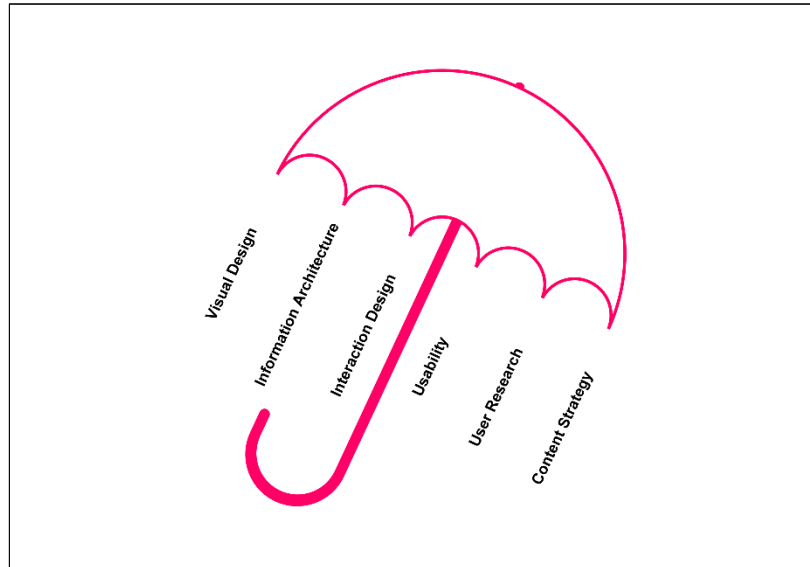 Visual Design
Information Architecture
Interaction Design
Usability
User Research
Content Strategy